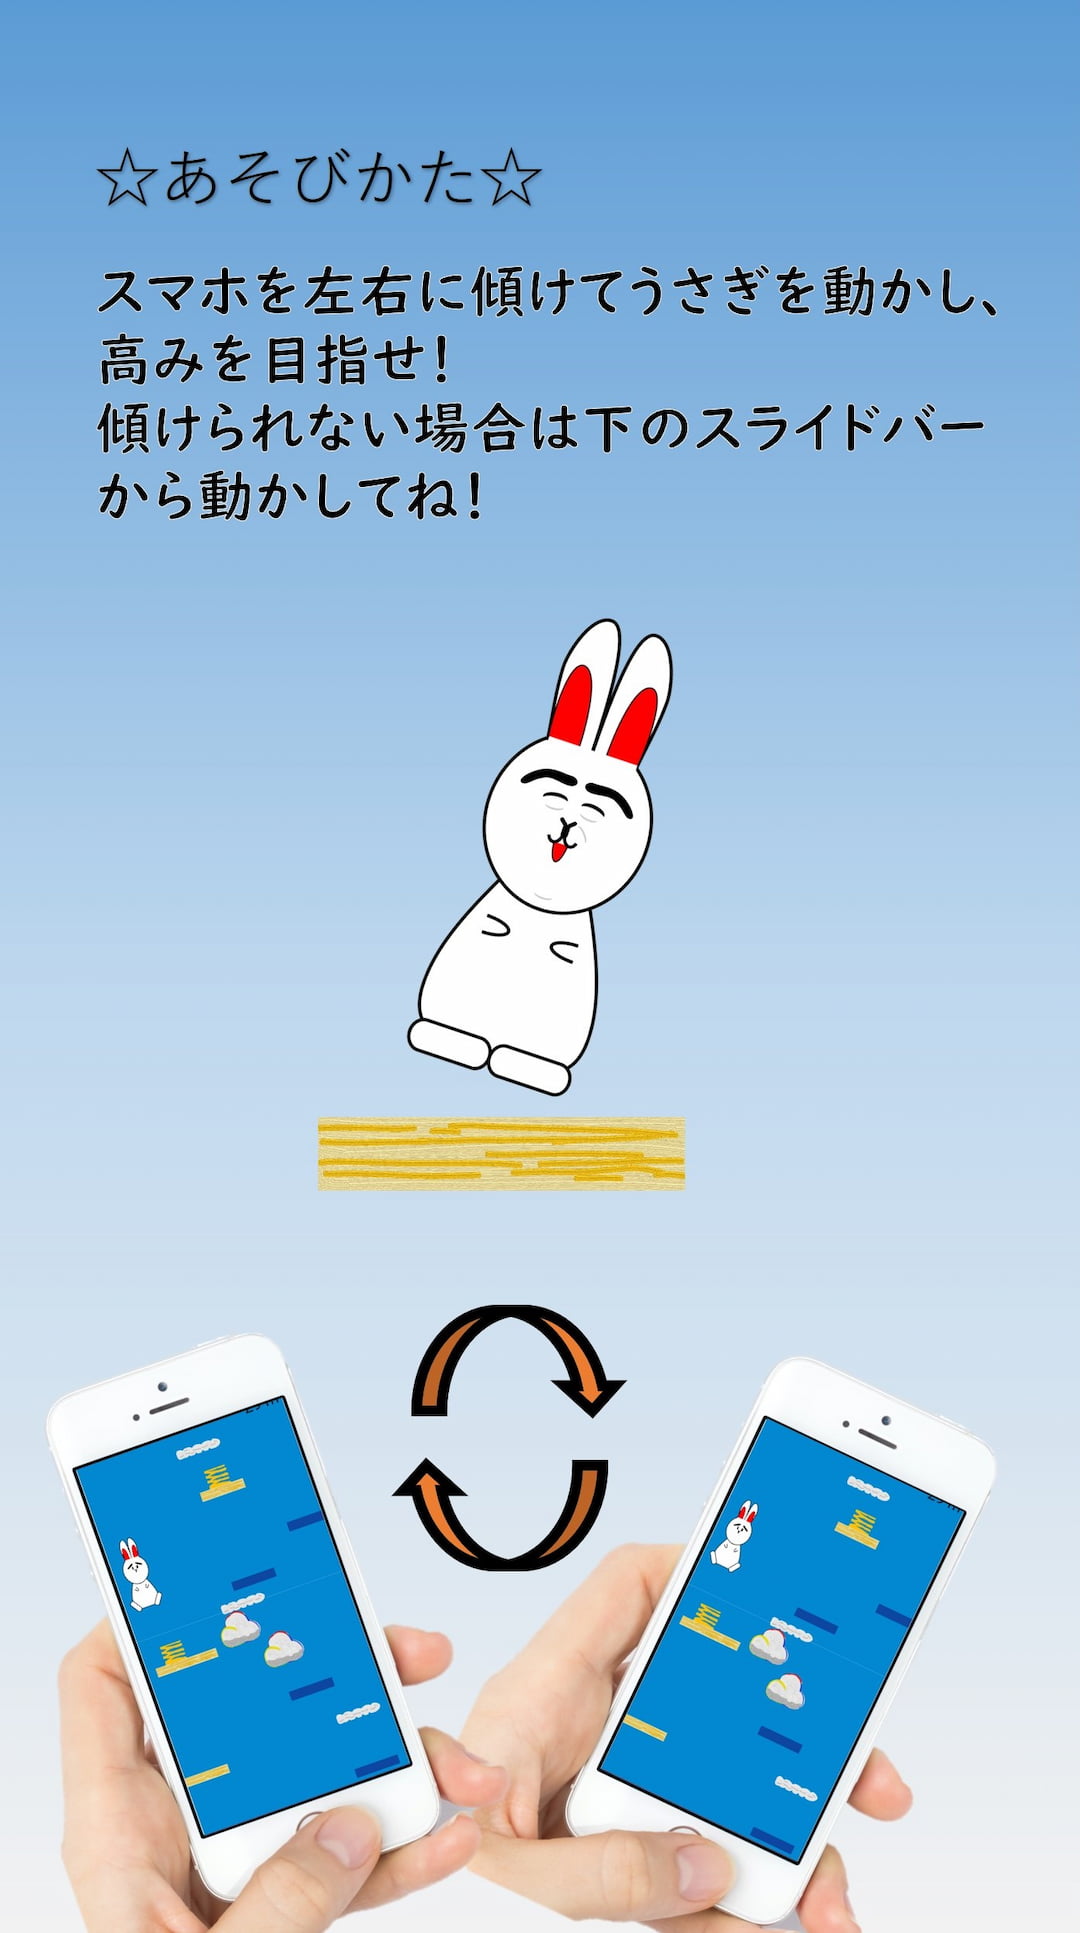 ☆あそびかた☆
スマホを左右に傾けてうさぎを動かし、
高みを目指せ！
傾けられない場合は下のスライドバー
から動かしてね！